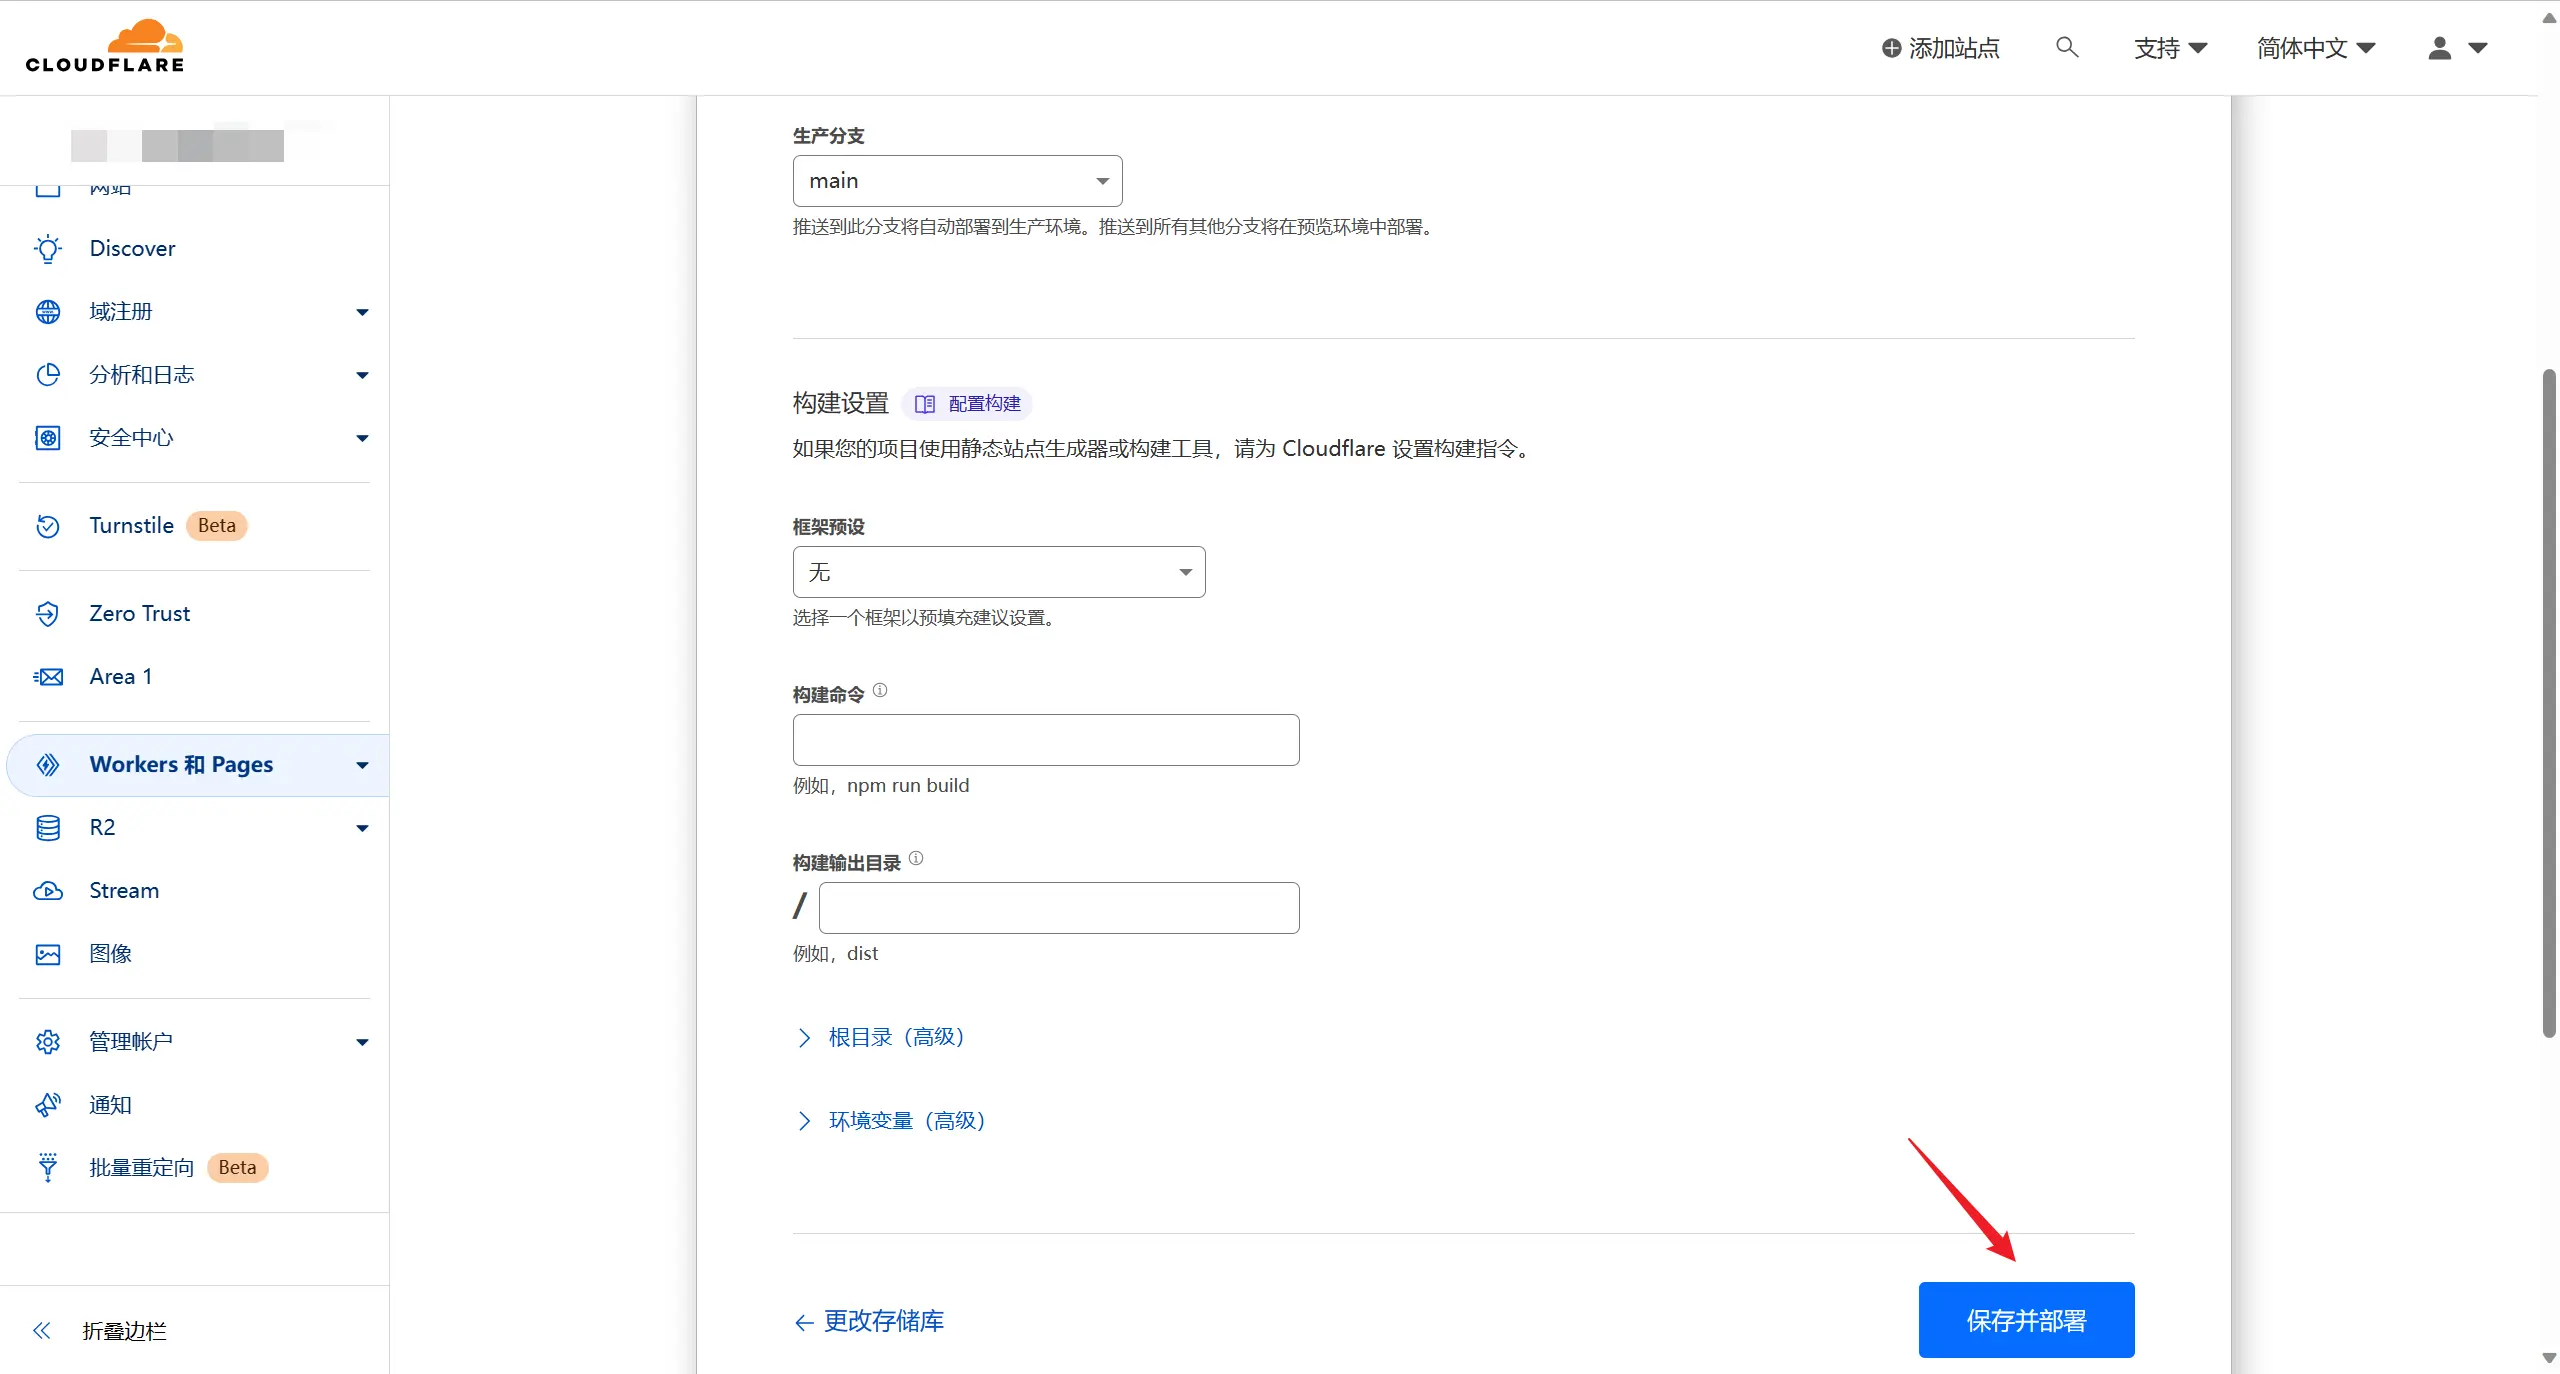 CLOUDFLARE
添加站点
支持
简体中文
网站
Discover
域注册
分析和日志
安全中心
Turnstile Beta
Zero Trust
Area 1
Workers 和 Pages
R2
Stream
图像
管理帐户
通知
批量重定向 Beta
折叠边栏
生产分支
main
推送到此分支将自动部署到生产环境。推送到所有其他分支将在预览环境中部署。
构建设置 配置构建
如果您的项目使用静态站点生成器或构建工具，请为 Cloudflare 设置构建指令。
框架预设
无
选择一个框架以预填充建议设置。
构建命令
例如，npm run build
构建输出目录
/
例如，dist
根目录（高级）
环境变量（高级）
更改存储库
保存并部署